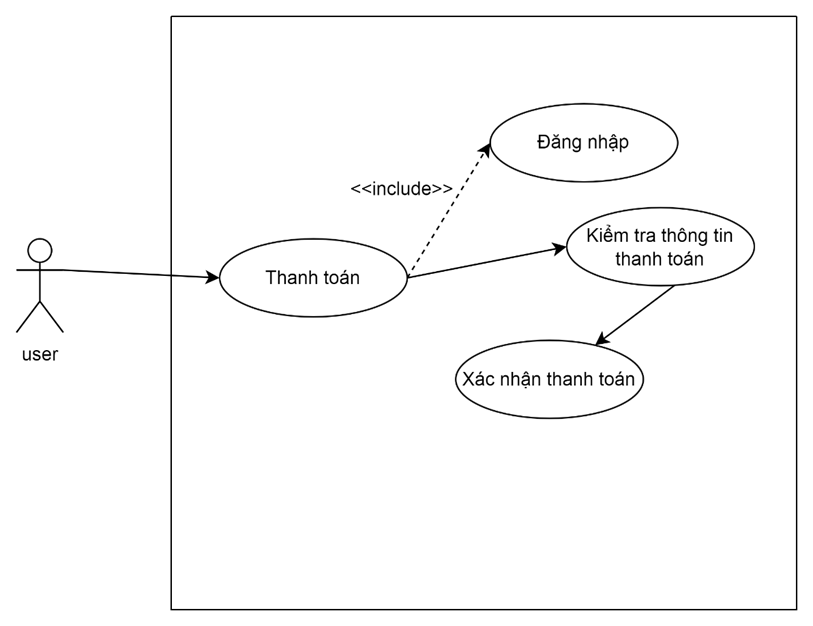 Đăng nhập
<<include>>
Kiểm tra thông tin
thanh toán
Thanh toán
user
Xác nhận thanh toán